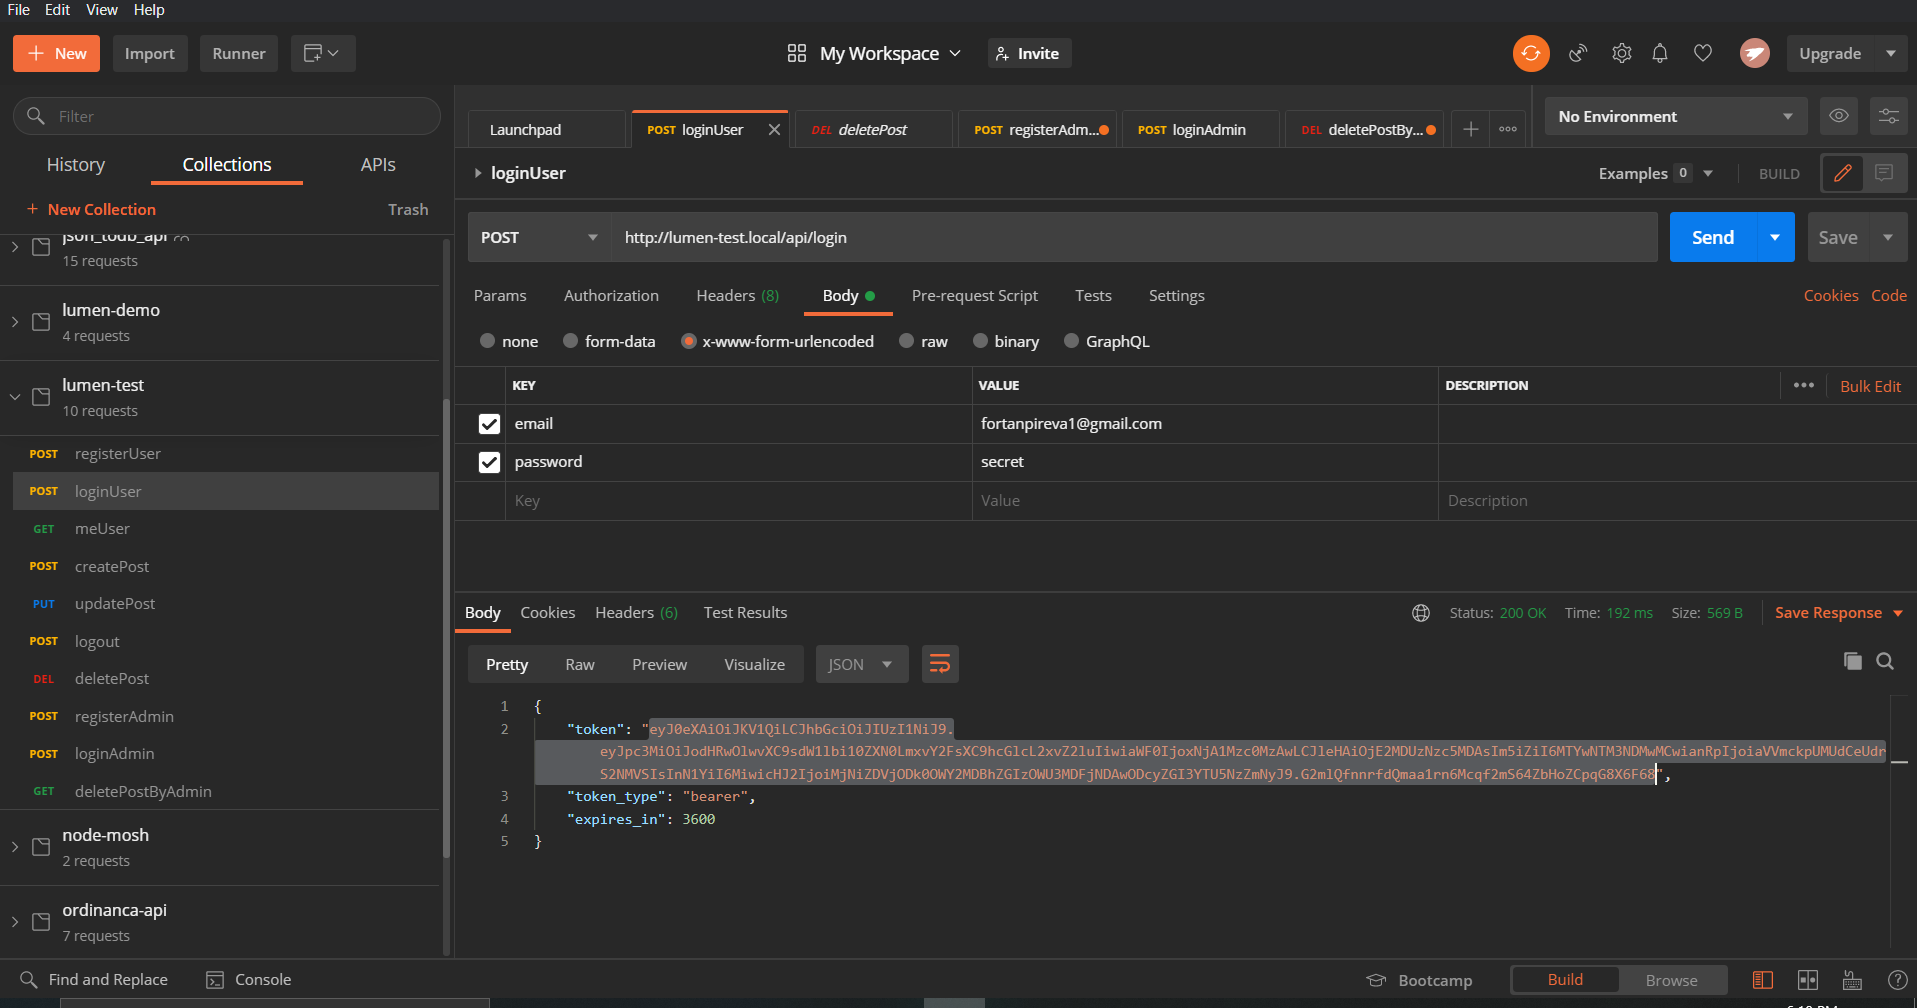 File Edit View Help
New Import Runner My Workspace Invite Upgrade
Filter
History Collections APIs
New Collection Trash
json_todb_api
15 requests
lumen-demo
4 requests
lumen-test
10 requests
POST registerUser
POST loginUser
GET meUser
POST createPost
PUT updatePost
POST logout
DEL deletePost
POST registerAdmin
POST loginAdmin
GET deletePostByAdmin
node-mosh
2 requests
ordinanca-api
7 requests
Launchpad POST loginUser DEL deletePost POST registerAdm... POST loginAdmin DEL deletePostBy... No Environment
loginUser Examples 0 BUILD
POST http://lumen-test.local/api/login Send Save
Params Authorization Headers (8) Body Pre-request Script Tests Settings Cookies Code
none form-data x-www-form-urlencoded raw binary GraphQL
KEY VALUE DESCRIPTION Bulk Edit
email fortanpireva1@gmail.com
password secret
Key Value Description
Body Cookies Headers (6) Test Results Status: 200 OK Time: 192 ms Size: 569 B Save Response
Pretty Raw Preview Visualize JSON
1 {
2 "token": "eyJ0eXAiOiJKV1QiLCJhbGciOiJIUzI1NiJ9.
3 "token_type": "bearer",
4 "expires_in": 3600
5 }
Find and Replace Console Bootcamp Build Browse